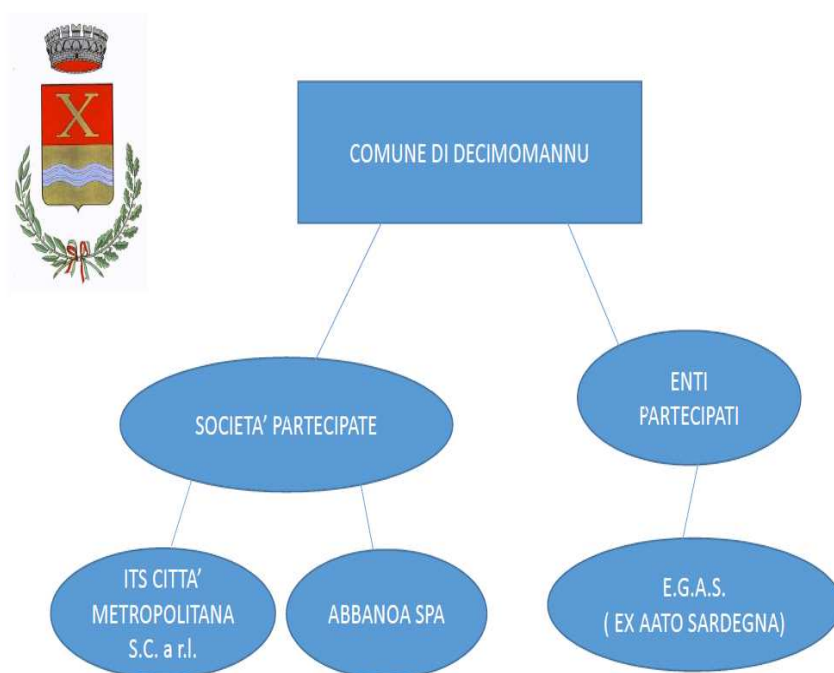 X
COMUNE DI DECIMOMANNU
SOCIETA’ PARTECIPATE
ENTI
PARTECIPATI
ITS CITTA’
METROPOLITANA
S.C. a r.l.
ABBANOA SPA
E.G.A.S.
( EX AATO SARDEGNA)